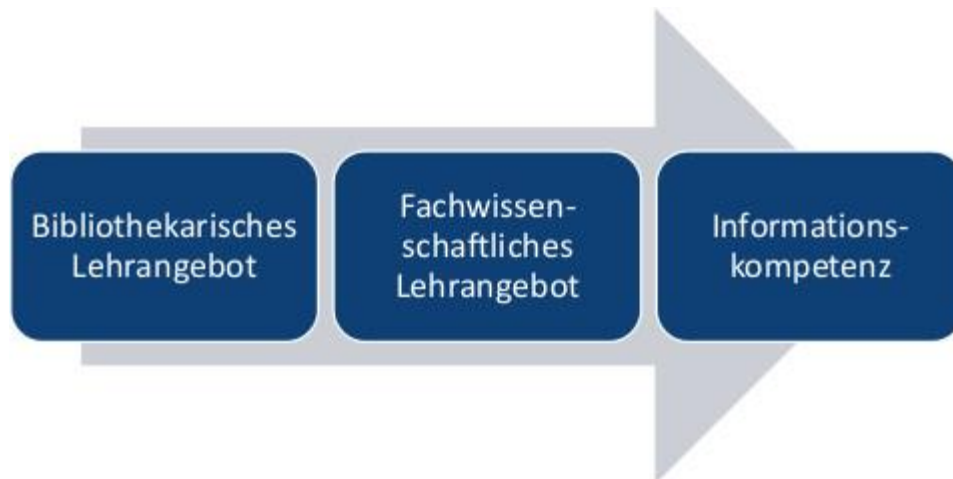 Bibliothekarisches
Lehrangebot
Fachwissen-
schaftliches
Lehrangebot
Informations-
kompetenz